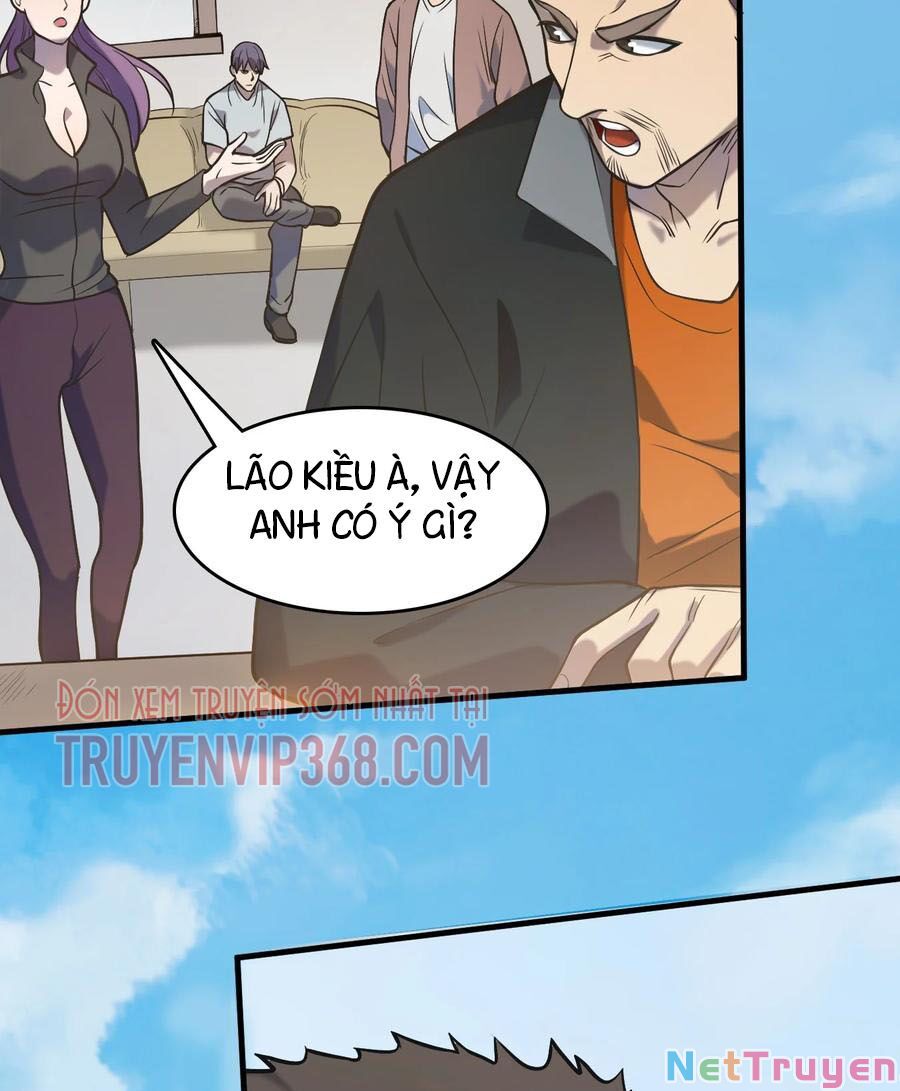 LÃO KIỀU À, VẬY
ANH CÓ Ý GÌ?
ĐÓN XEM TRUYỆN SỚM NHẤT TẠI
TRUYENVIP368.COM
NETTRUYEN